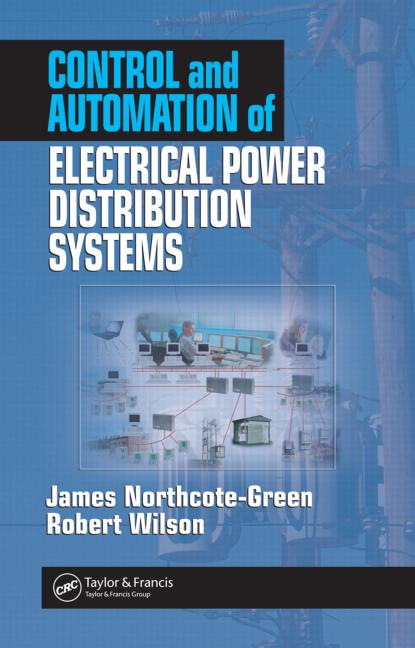 CONTROL and
AUTOMATION of
ELECTRICAL POWER
DISTRIBUTION
SYSTEMS
James Northcote-Green
Robert Wilson
CRC
Taylor & Francis
Taylor & Francis Group